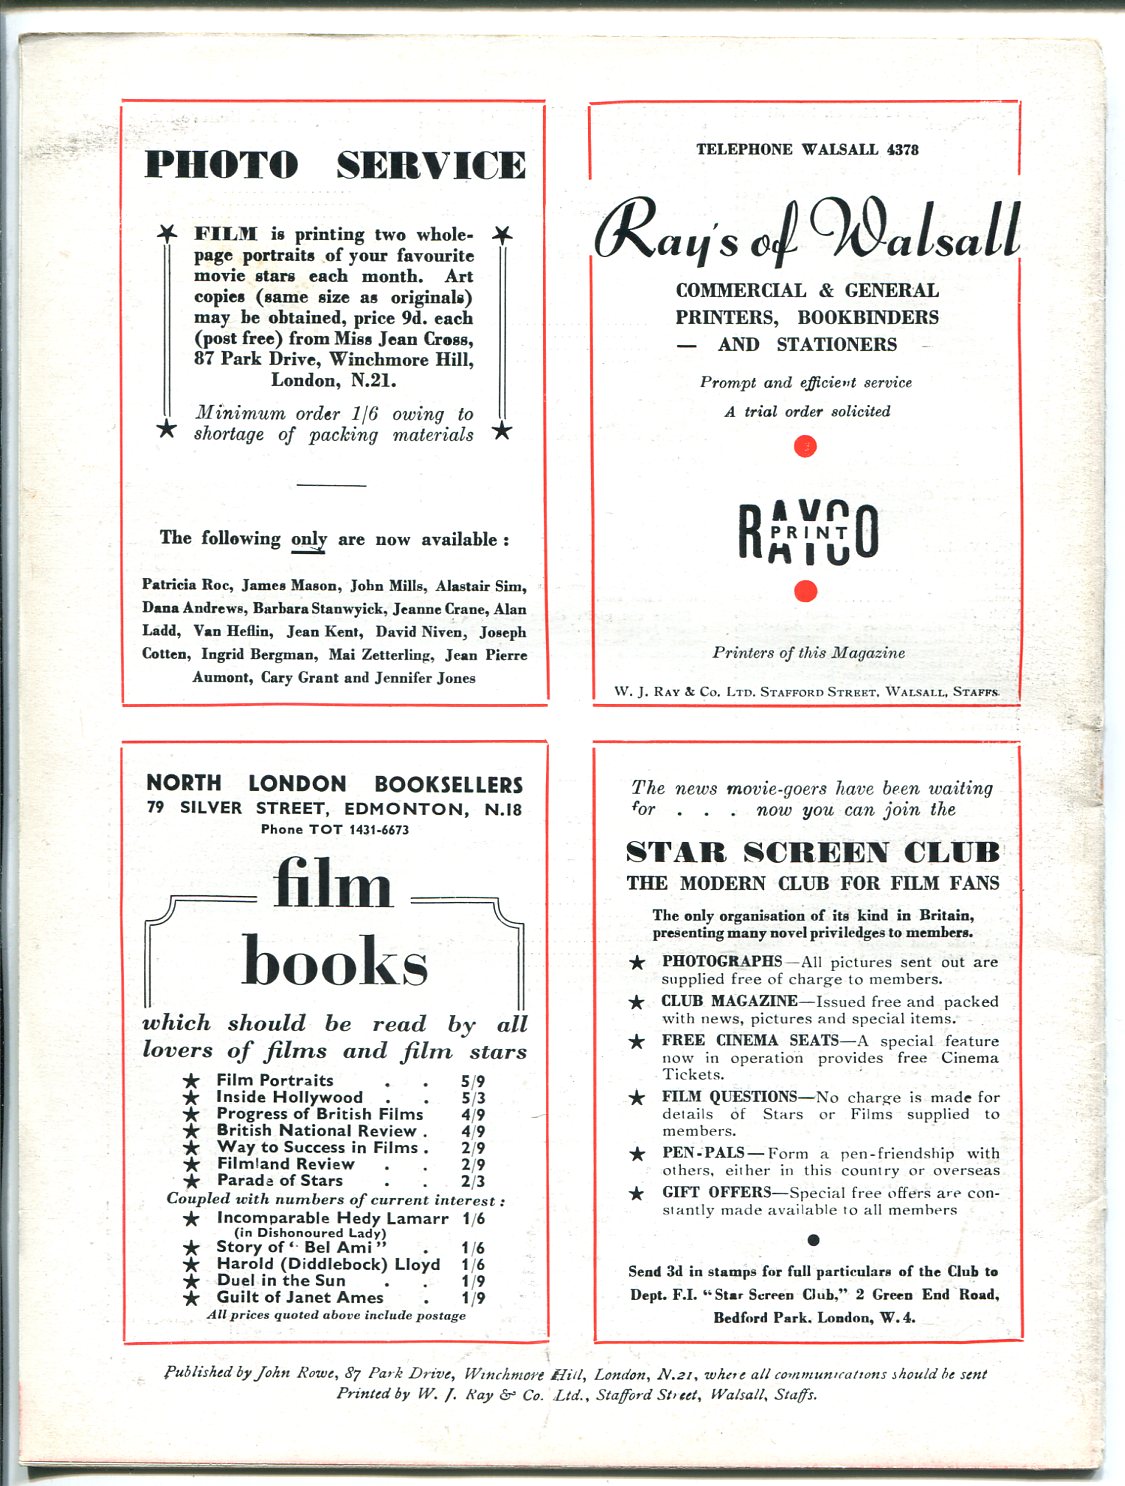 PHOTO SERVICE
FILM is printing two whole-
page portraits of your favourite
movie stars each month. Art
copies (same size as originals)
may be obtained, price 9d. each
(post free) from Miss Jean Cross,
87 Park Drive, Winchmore Hill,
London, N.21.
Minimum order 1/6 owing to
shortage of packing materials
The following only are now available :
Patricia Roc, James Mason, John Mills, Alastair Sim,
Dana Andrews, Barbara Stanwyick, Jeanne Crane, Alan
Ladd, Van Heflin, Jean Kent, David Niven, Joseph
Cotten, Ingrid Bergman, Mai Zetterling, Jean Pierre
Aumont, Cary Grant and Jennifer Jones
TELEPHONE WALSALL 4378
Ray's of Walsall
COMMERCIAL & GENERAL
PRINTERS, BOOKBINDERS
— AND STATIONERS
Prompt and efficient service
A trial order solicited
RAYCO
PRINT
Printers of this Magazine
W. J. RAY & CO. LTD. STAFFORD STREET, WALSALL, STAFFS.
NORTH LONDON BOOKSELLERS
79 SILVER STREET, EDMONTON, N.18
Phone TOT 1431-6673
film
books
which should be read by all
lovers of films and film stars
★ Film Portraits . . 5/9
★ Inside Hollywood . . 5/3
★ Progress of British Films 4/9
★ British National Review . 4/9
★ Way to Success in Films . 2/9
★ Filmland Review . . 2/9
★ Parade of Stars . . 2/3
Coupled with numbers of current interest :
★ Incomparable Hedy Lamarr 1/6
(in Dishonoured Lady)
★ Story of " Bel Ami " . 1/6
★ Harold (Diddlebock) Lloyd 1/6
★ Duel in the Sun . . 1/9
★ Guilt of Janet Ames . 1/9
All prices quoted above include postage
The news movie-goers have been waiting
for . . . now you can join the
STAR SCREEN CLUB
THE MODERN CLUB FOR FILM FANS
The only organisation of its kind in Britain,
presenting many novel priviledges to members.
★ PHOTOGRAPHS—All pictures sent out are
supplied free of charge to members.
★ CLUB MAGAZINE—Issued free and packed
with news, pictures and special items.
★ FREE CINEMA SEATS—A special feature
now in operation provides free Cinema
Tickets.
★ FILM QUESTIONS—No charge is made for
details of Stars or Films supplied to
members.
★ PEN-PALS—Form a pen-friendship with
others, either in this country or overseas
★ GIFT OFFERS—Special free offers are con-
stantly made available to all members
Send 3d in stamps for full particulars of the Club to
Dept. F.I. "Star Screen Club," 2 Green End Road,
Bedford Park. London, W.4.
Published by John Rowe, 87 Park Drive, Winchmore Hill, London, N.21, where all communications should be sent
Printed by W. J. Ray & Co. Ltd., Stafford Street, Walsall, Staffs.